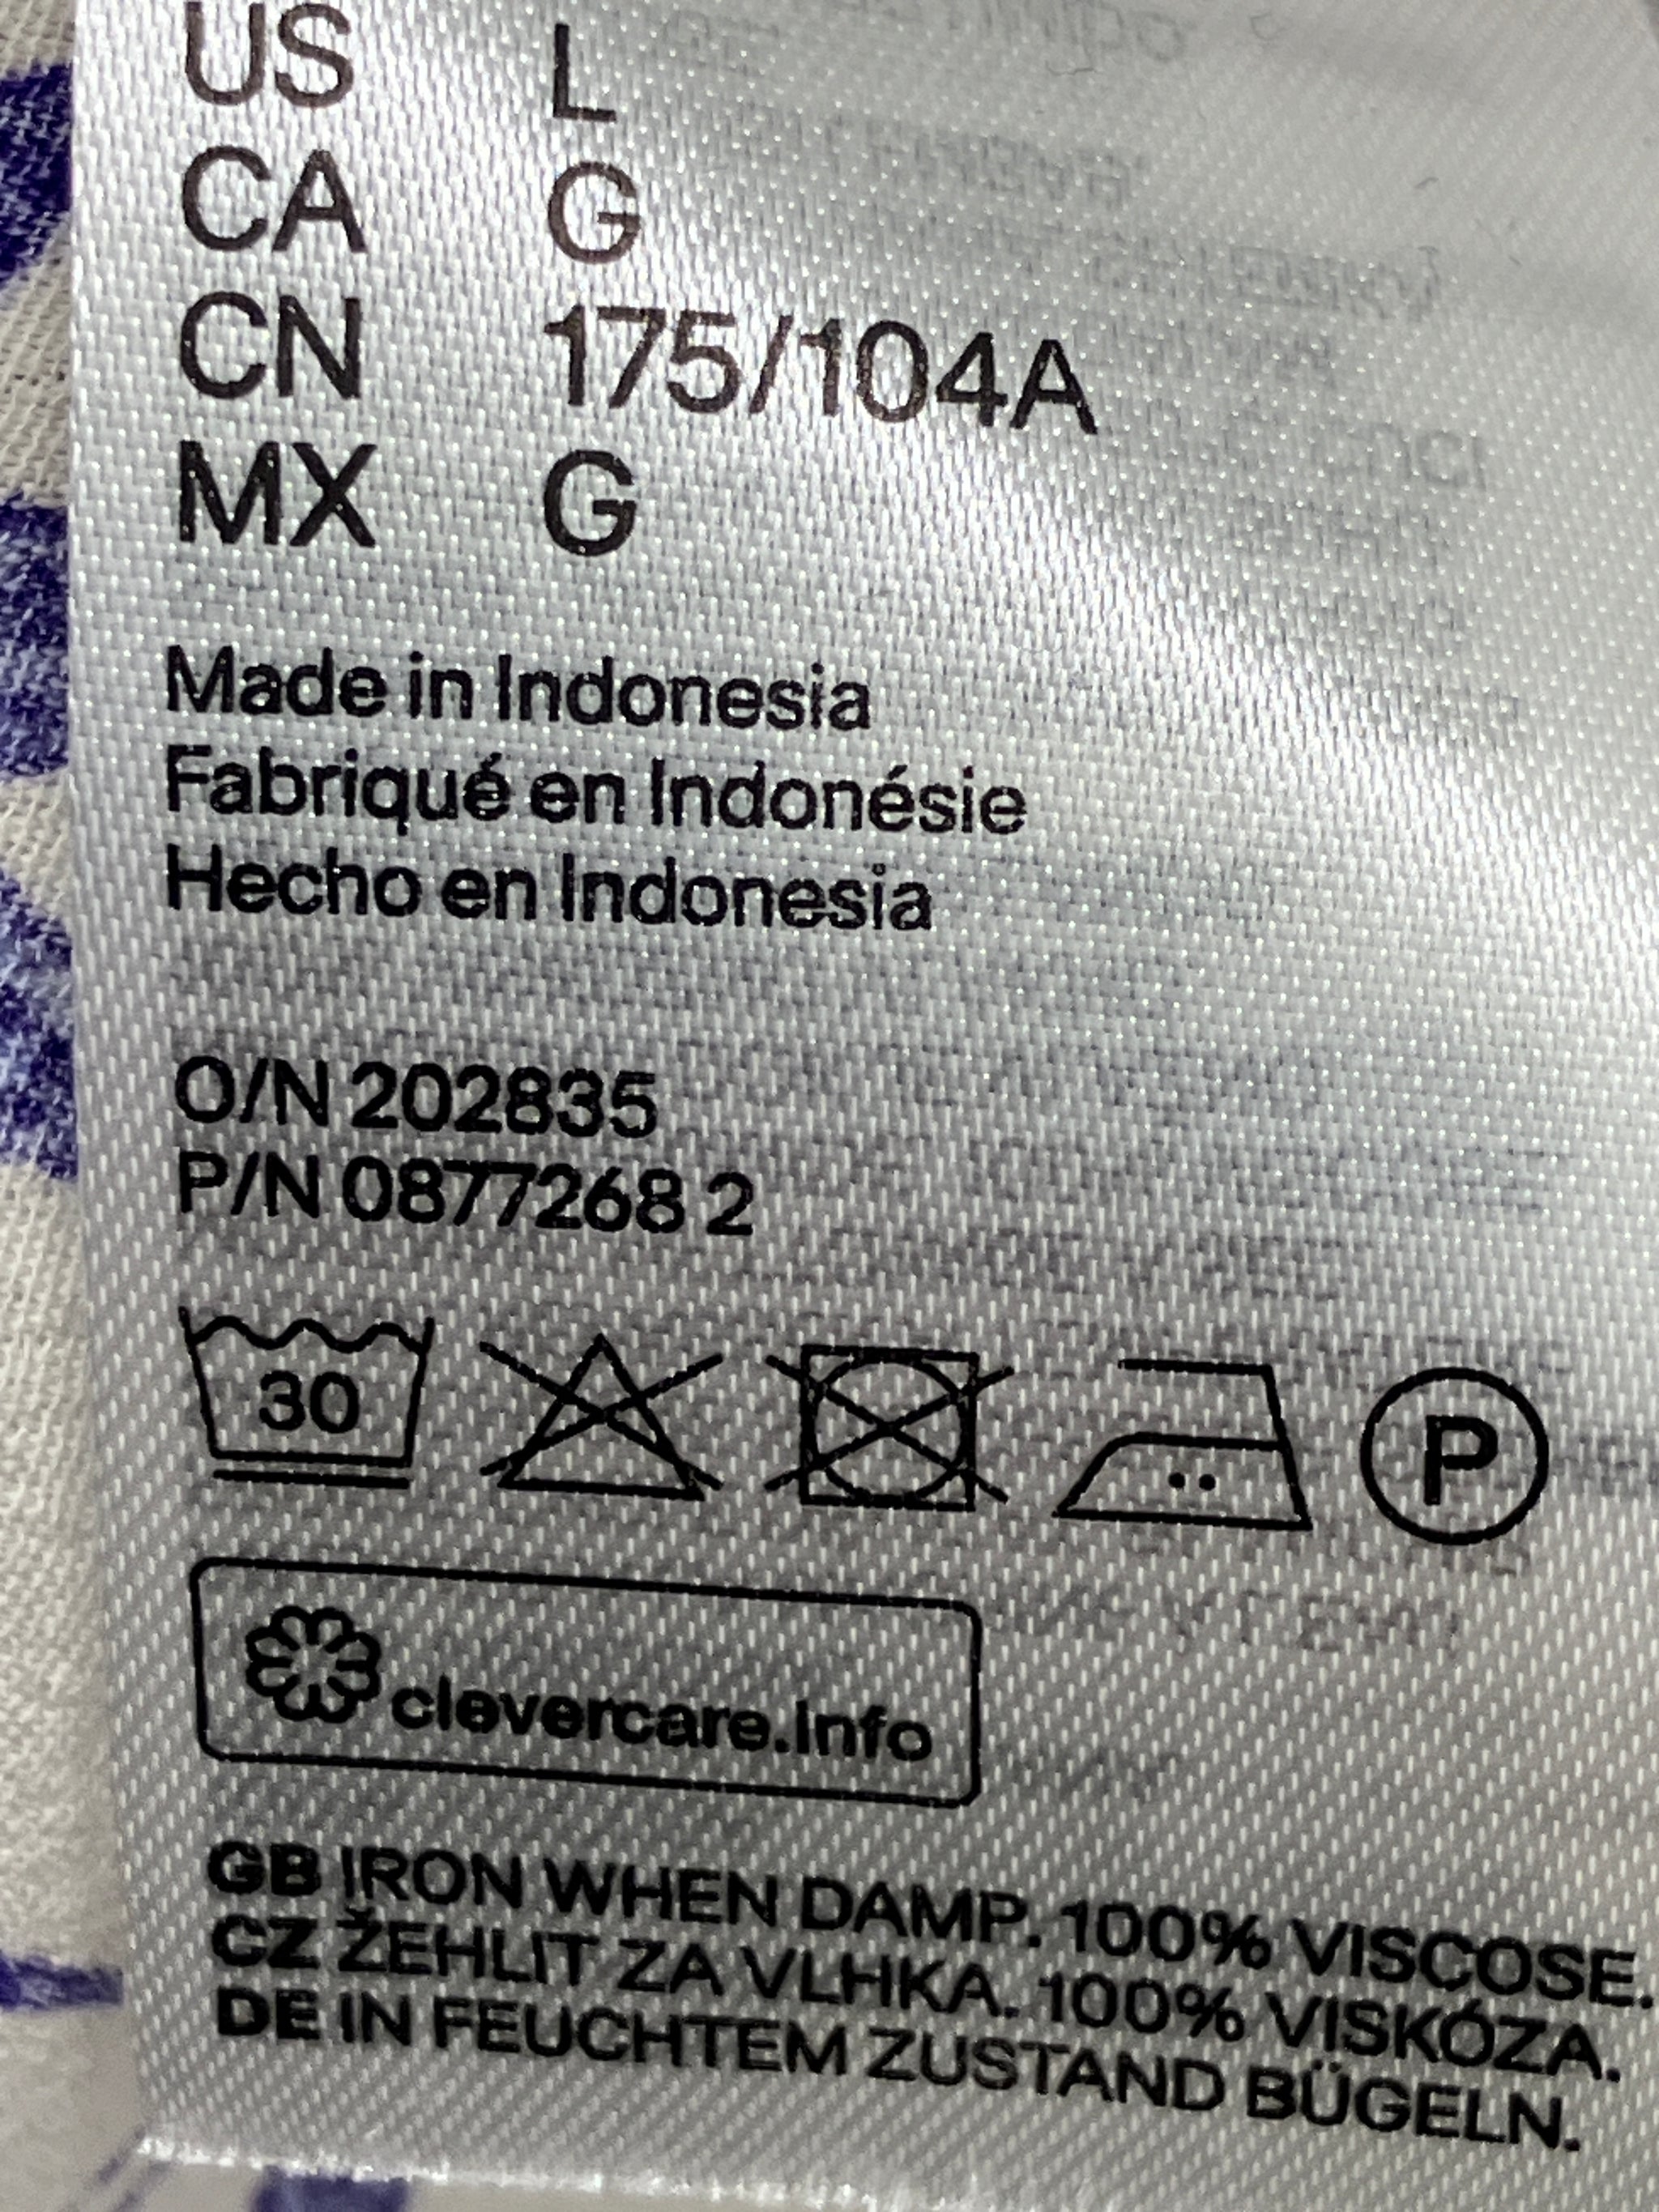 US L
CA G
CN 175/104A
MX G
Made in Indonesia
Fabriqué en Indonésie
Hecho en Indonesia
O/N 202835
P/N 0877268 2
30 P
clevercare.info
GB IRON WHEN DAMP. 100% VISCOSE.
CZ ŽEHLIT ZA VLHKA. 100% VISKÓZA.
DE IN FEUCHTEM ZUSTAND BÜGELN.